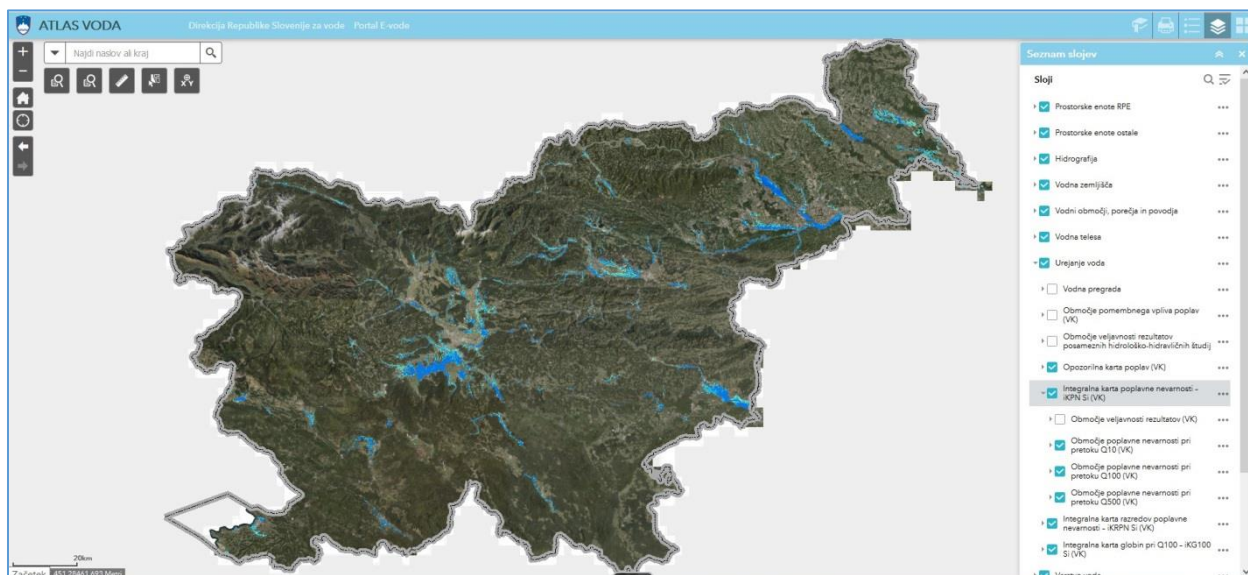 ATLAS VODA
Direkcija Republike Slovenije za vode Portal E-vode
Najdi naslov ali kraj
Seznam slojev
Sloji
Prostorske enote RPE
Prostorske enote ostale
Hidrografija
Vodna zemljišča
Vodni območji, porečja in povodja
Vodna telesa
Urejanje voda
Vodna pregrada
Območje pomembnega vpliva poplav
(VK)
Območje veljavnosti rezultatov
posameznih hidrološko-hidravličnih študij
Opozorilna karta poplav (VK)
Integralna karta poplavne nevarnosti –
iKPN Si (VK)
Območje veljavnosti rezultatov (VK)
Območje poplavne nevarnosti pri
pretoku Q10 (VK)
Območje poplavne nevarnosti pri
pretoku Q100 (VK)
Območje poplavne nevarnosti pri
pretoku Q500 (VK)
Integralna karta razredov poplavne
nevarnosti – iKRPN Si (VK)
Integralna karta globin pri Q100 – iKG100
Si (VK)
20km
Začetek